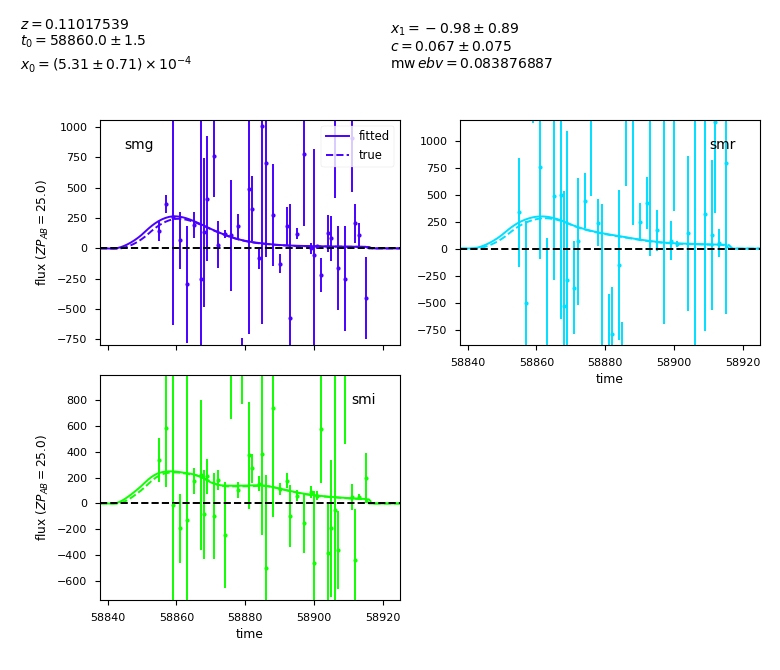 z = 0.11017539
t₀ = 58860.0 ± 1.5
x₀ = (5.31 ± 0.71) × 10⁻⁴
x₁ = −0.98 ± 0.89
c = 0.067 ± 0.075
mw ebv = 0.083876887
flux (ZP_AB = 25.0)
1000
750
500
250
0
−250
−500
−750
smg
fitted
true
1000
750
500
250
0
−250
−500
−750
smr
58840 58860 58880 58900 58920
time
flux (ZP_AB = 25.0)
800
600
400
200
0
−200
−400
−600
smi
58840 58860 58880 58900 58920
time